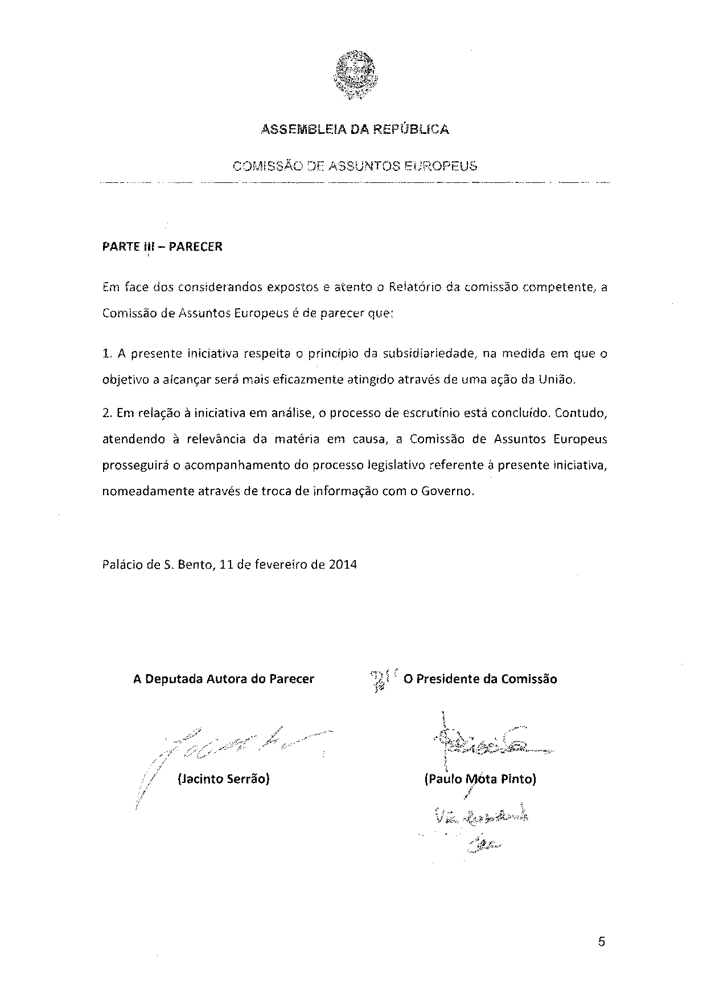 ASSEMBLEIA DA REPÚBLICA
COMISSÃO DE ASSUNTOS EUROPEUS
PARTE III – PARECER
Em face dos considerandos expostos e atento o Relatório da comissão competente, a
Comissão de Assuntos Europeus é de parecer que:
1. A presente iniciativa respeita o princípio da subsidiariedade, na medida em que o
objetivo a alcançar será mais eficazmente atingido através de uma ação da União.
2. Em relação à iniciativa em análise, o processo de escrutínio está concluído. Contudo,
atendendo à relevância da matéria em causa, a Comissão de Assuntos Europeus
prosseguirá o acompanhamento do processo legislativo referente à presente iniciativa,
nomeadamente através de troca de informação com o Governo.
Palácio de S. Bento, 11 de fevereiro de 2014
A Deputada Autora do Parecer
O Presidente da Comissão
(Jacinto Serrão)
(Paulo Mota Pinto)
5